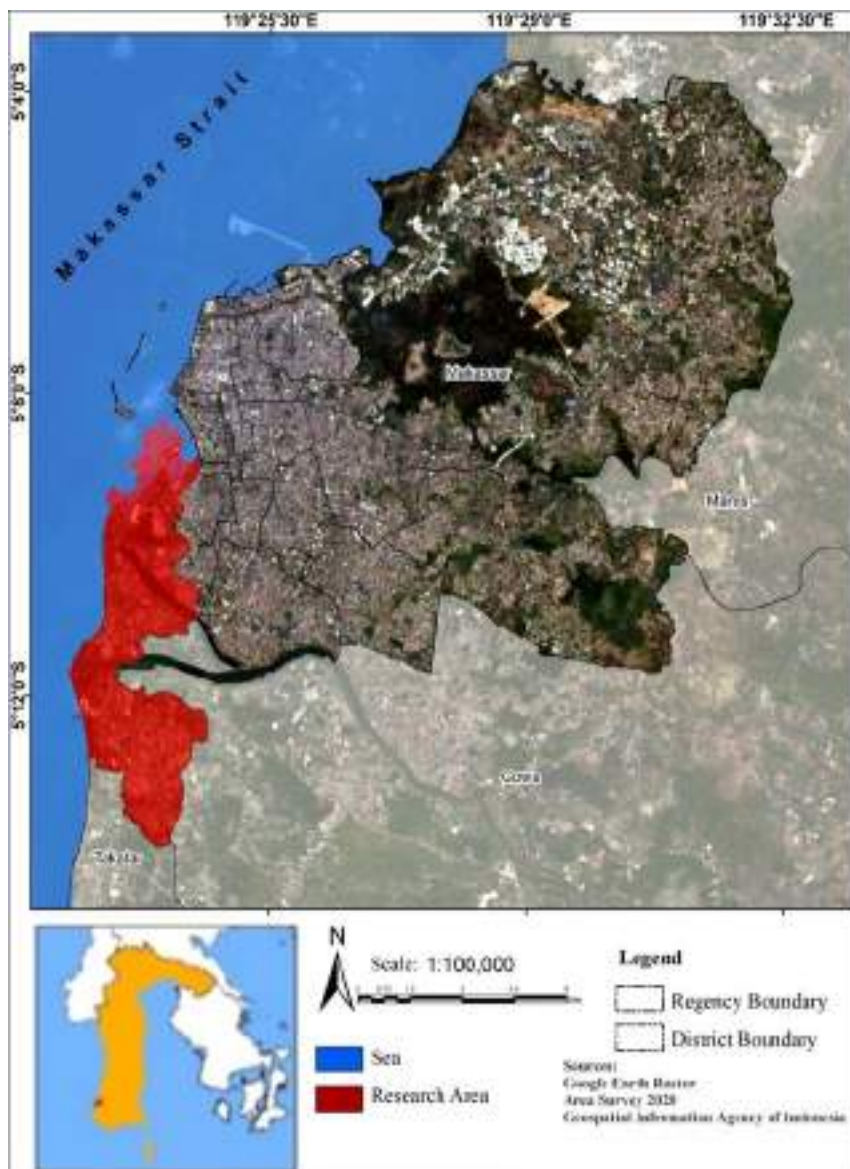 119°25'30"E 119°29'0"E 119°32'30"E
5°4'0"S
Makassar Strait
Makassar
5°8'0"S
Maros
5°12'0"S
Gowa
N
Scale: 1:100,000
Legend
Regency Boundary
District Boundary
Sea
Research Area
Sources:
Google Earth Raster
Area Survey 2020
Geospatial Information Agency of Indonesia